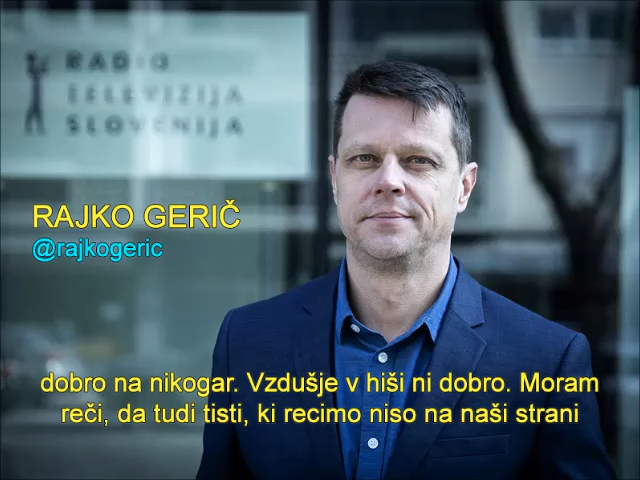 RADIO
TELEVIZIJA
SLOVENIJA
RAJKO GERIČ
@rajkogeric
dobro na nikogar. Vzdušje v hiši ni dobro. Moram
reči, da tudi tisti, ki recimo niso na naši strani